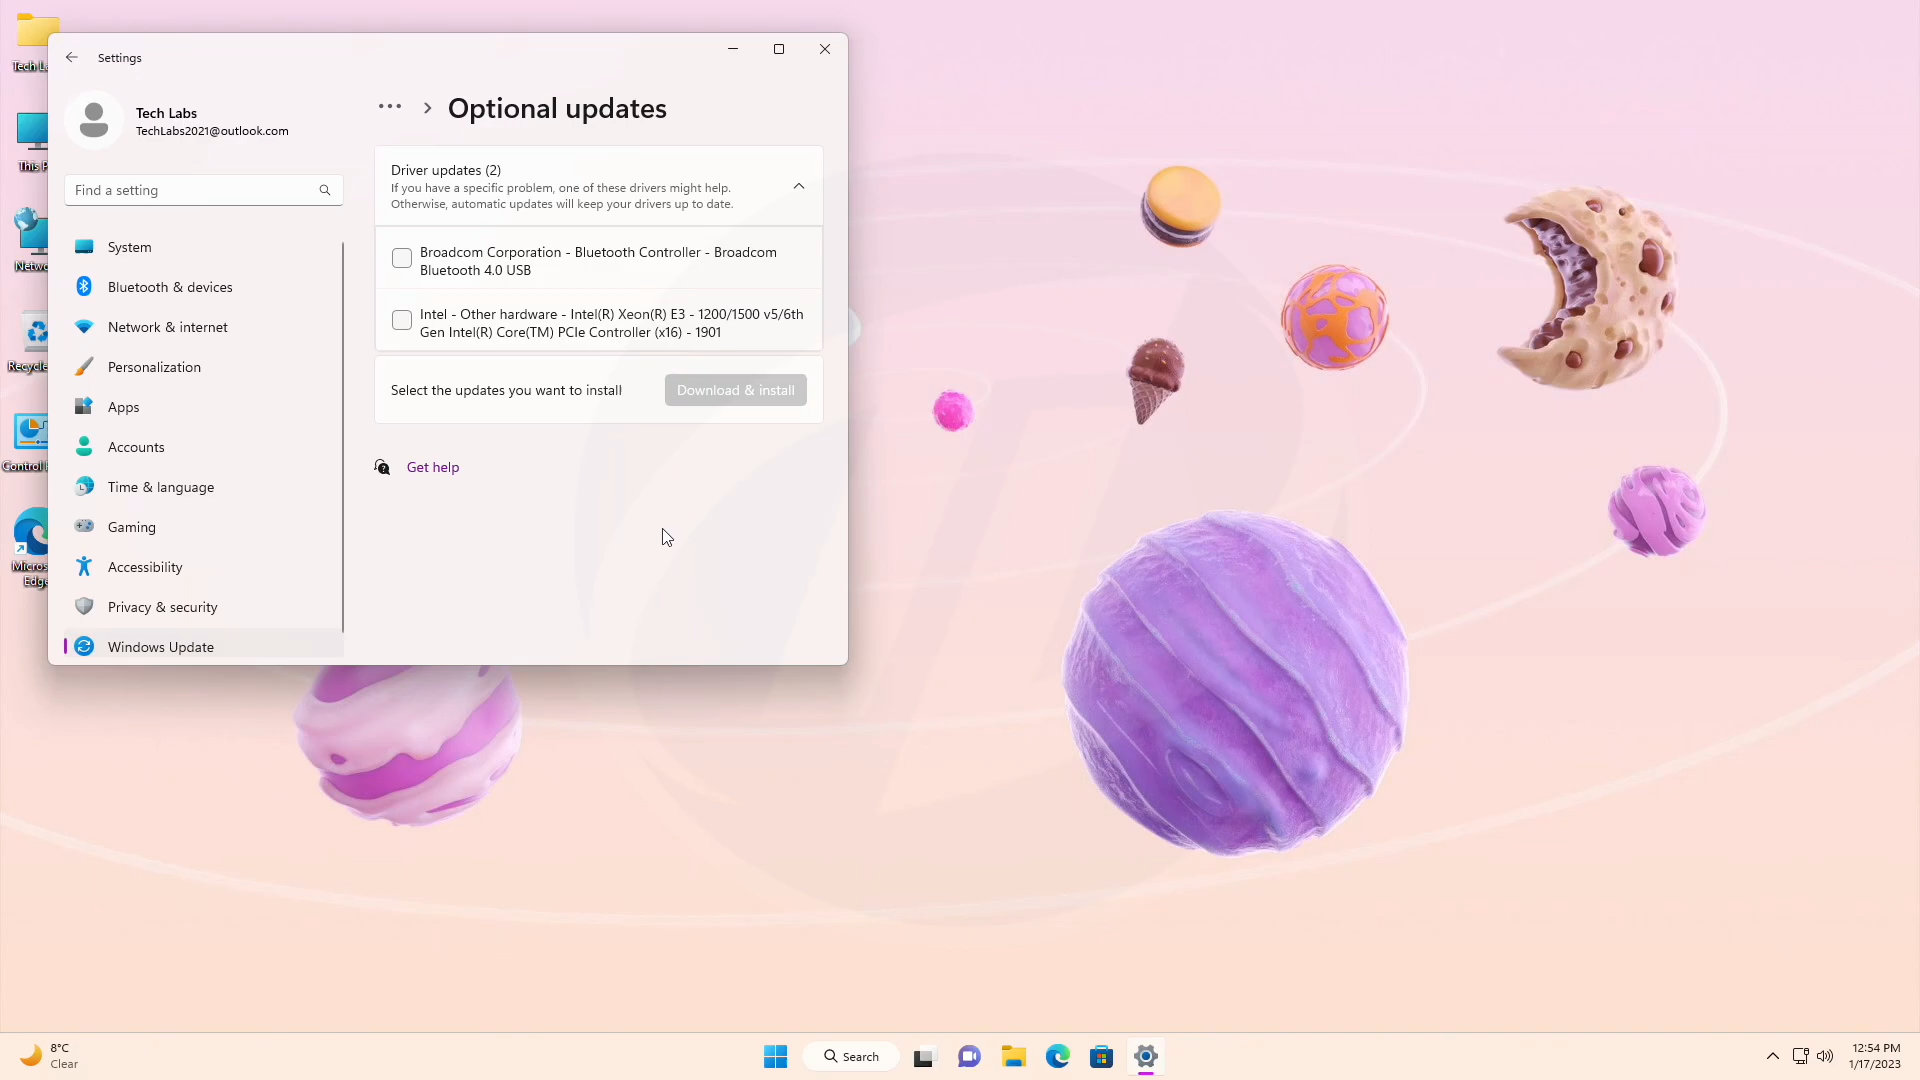 Settings
Tech Labs
TechLabs2021@outlook.com
Find a setting
System
Bluetooth & devices
Network & internet
Personalization
Apps
Accounts
Time & language
Gaming
Accessibility
Privacy & security
Windows Update
Optional updates
Driver updates (2)
If you have a specific problem, one of these drivers might help.
Otherwise, automatic updates will keep your drivers up to date.
Broadcom Corporation - Bluetooth Controller - Broadcom
Bluetooth 4.0 USB
Intel - Other hardware - Intel(R) Xeon(R) E3 - 1200/1500 v5/6th
Gen Intel(R) Core(TM) PCIe Controller (x16) - 1901
Select the updates you want to install
Download & install
Get help
Tech
This
Control
8°C
Clear
Search
12:54 PM
1/17/2023